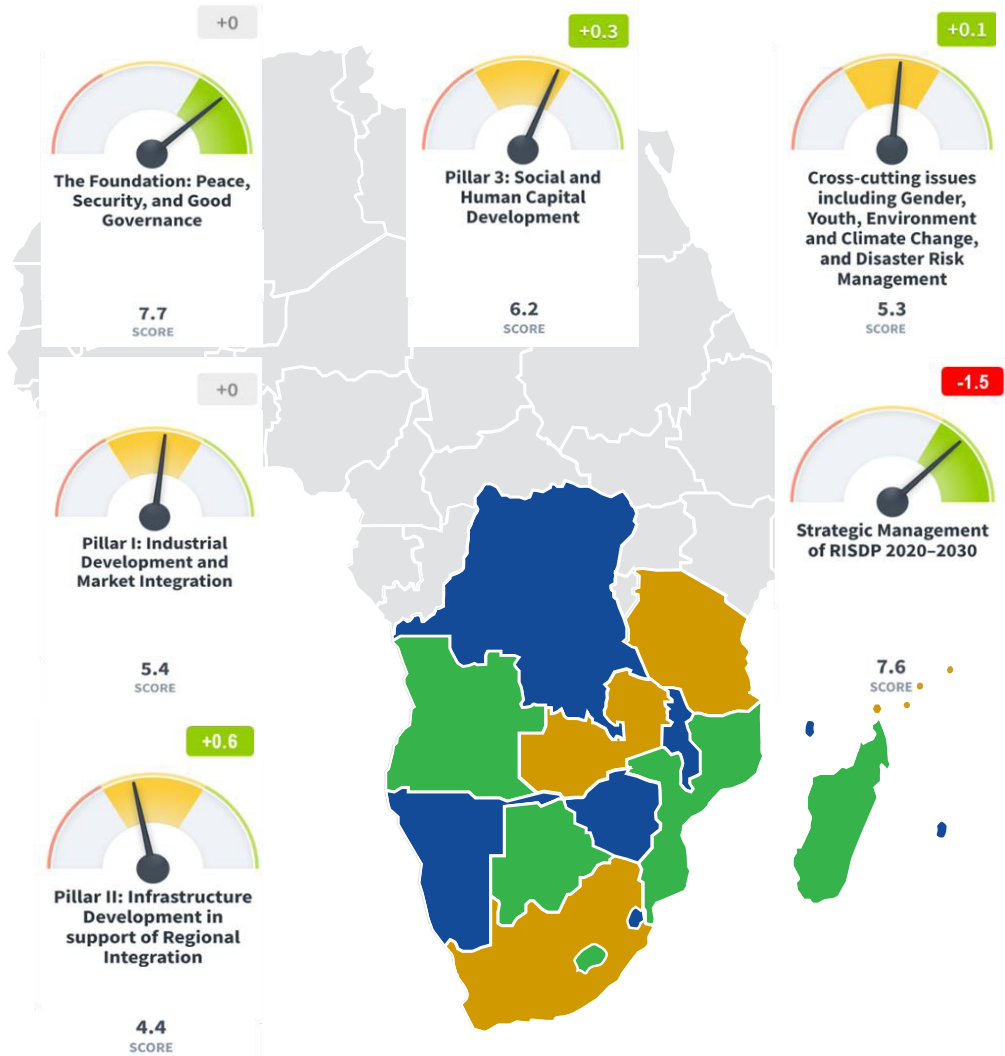 +0
The Foundation: Peace,
Security, and Good
Governance
7.7
SCORE
+0.3
Pillar 3: Social and
Human Capital
Development
6.2
SCORE
+0.1
Cross-cutting issues
including Gender,
Youth, Environment
and Climate Change,
and Disaster Risk
Management
5.3
SCORE
+0
Pillar I: Industrial
Development and
Market Integration
5.4
SCORE
-1.5
Strategic Management
of RISDP 2020–2030
7.6
SCORE
+0.6
Pillar II: Infrastructure
Development in
support of Regional
Integration
4.4
SCORE